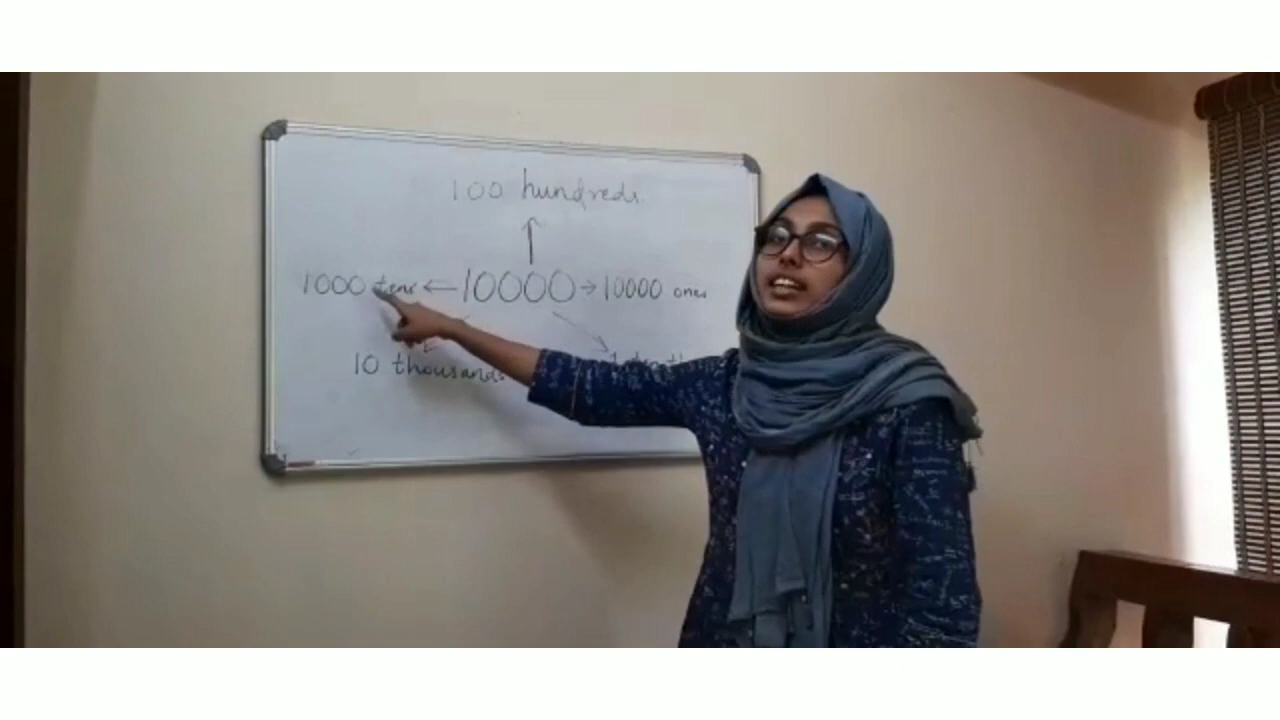 100 hundreds
1000 tens ← 10000 → 10000 ones
10 thousands